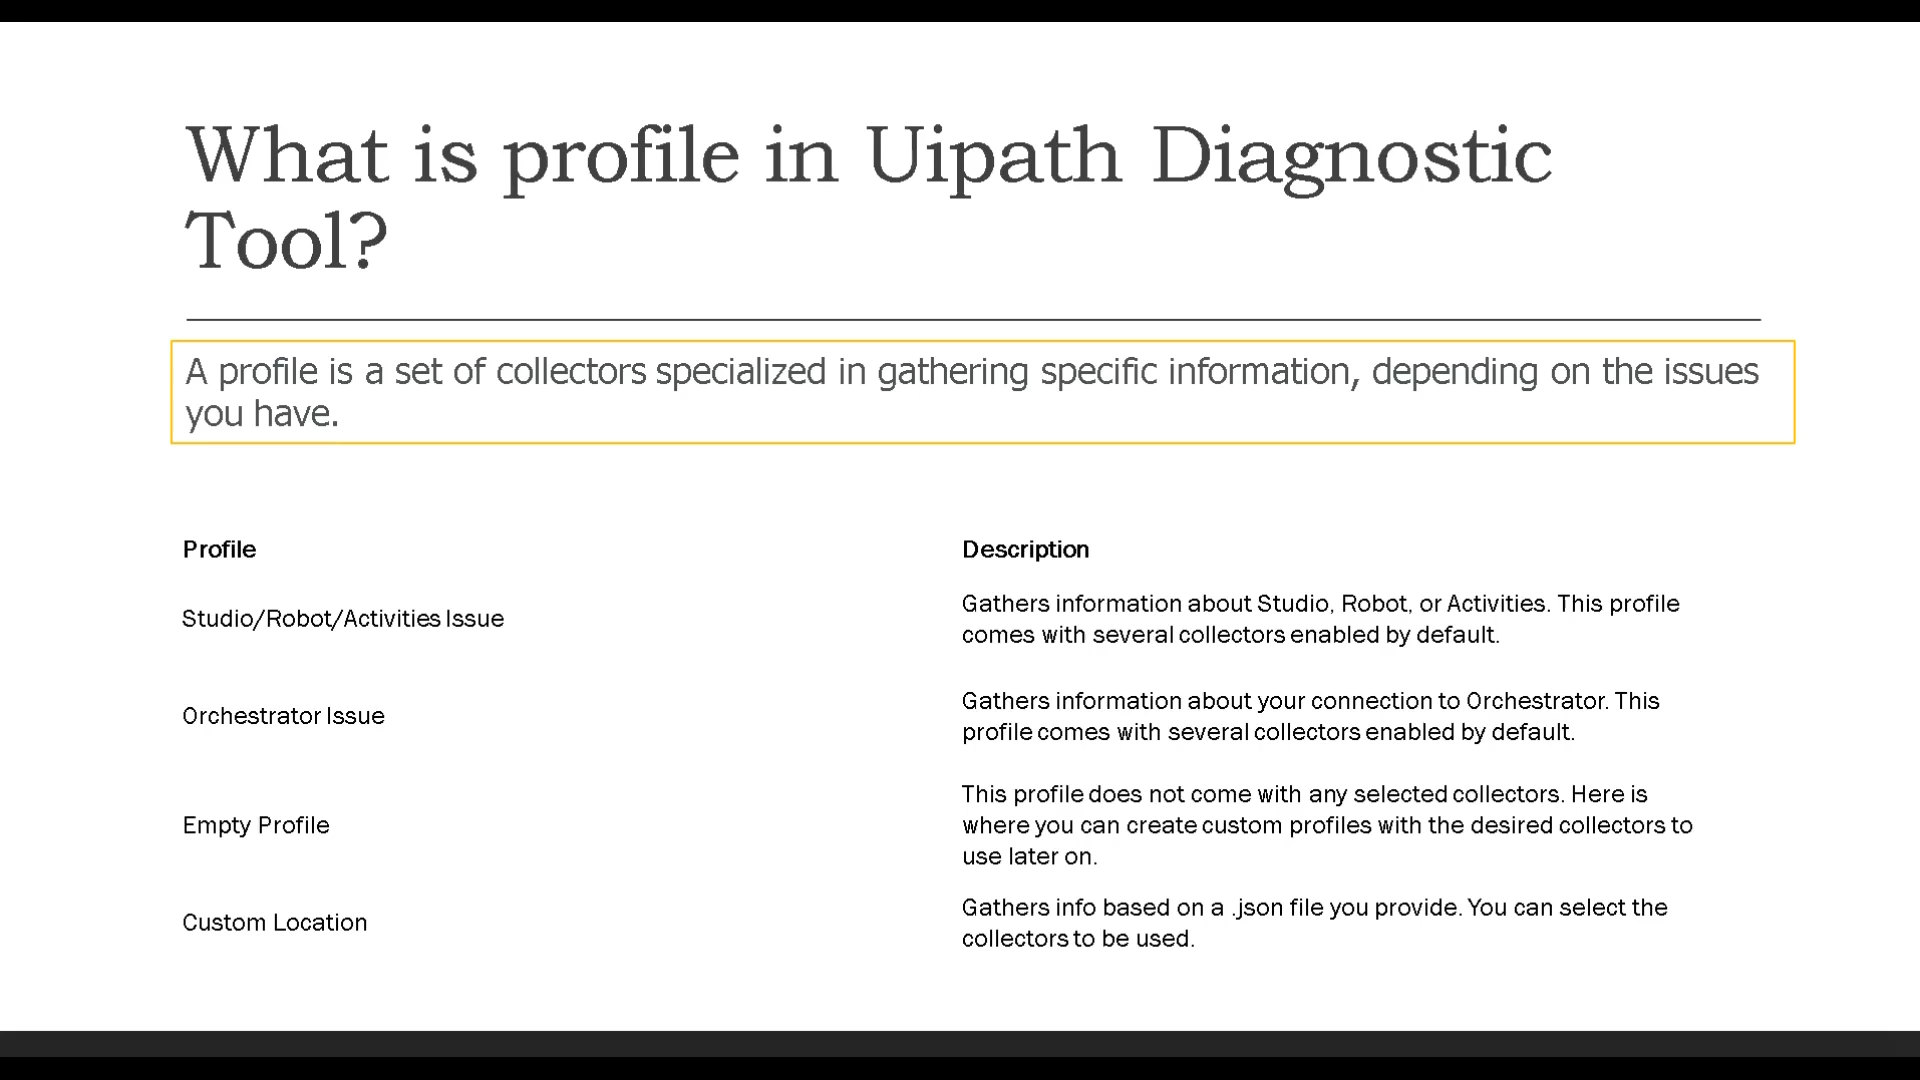 What is profile in Uipath Diagnostic
Tool?
A profile is a set of collectors specialized in gathering specific information, depending on the issues
you have.
Profile
Description
Studio/Robot/Activities Issue
Gathers information about Studio, Robot, or Activities. This profile
comes with several collectors enabled by default.
Orchestrator Issue
Gathers information about your connection to Orchestrator. This
profile comes with several collectors enabled by default.
Empty Profile
This profile does not come with any selected collectors. Here is
where you can create custom profiles with the desired collectors to
use later on.
Custom Location
Gathers info based on a .json file you provide. You can select the
collectors to be used.